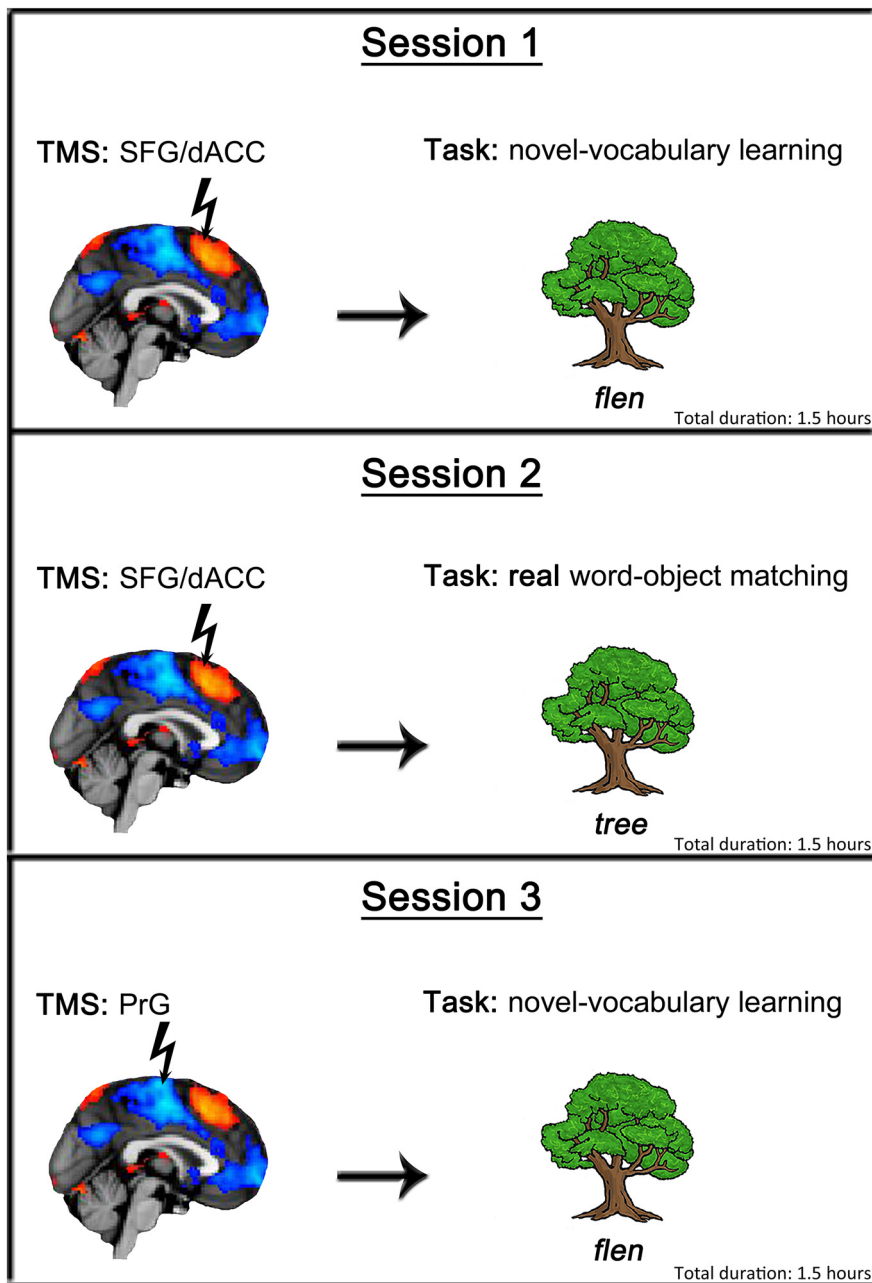 Session 1
TMS: SFG/dACC
Task: novel-vocabulary learning
flen
Total duration: 1.5 hours
Session 2
TMS: SFG/dACC
Task: real word-object matching
tree
Total duration: 1.5 hours
Session 3
TMS: PrG
Task: novel-vocabulary learning
flen
Total duration: 1.5 hours